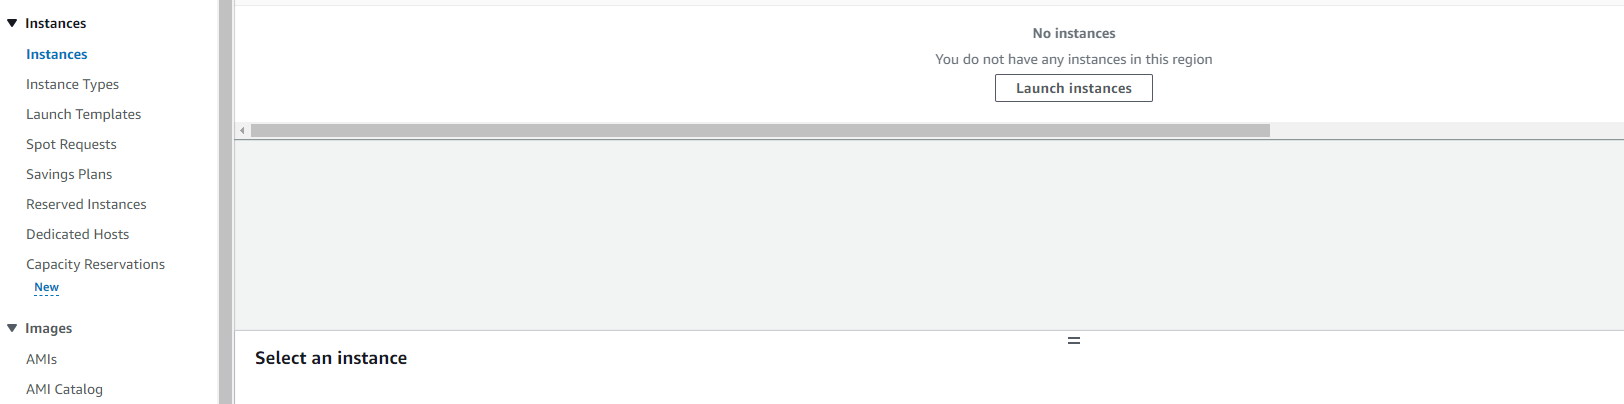 Instances
Instances
Instance Types
Launch Templates
Spot Requests
Savings Plans
Reserved Instances
Dedicated Hosts
Capacity Reservations
New
Images
AMIs
AMI Catalog
No instances
You do not have any instances in this region
Launch instances
Select an instance